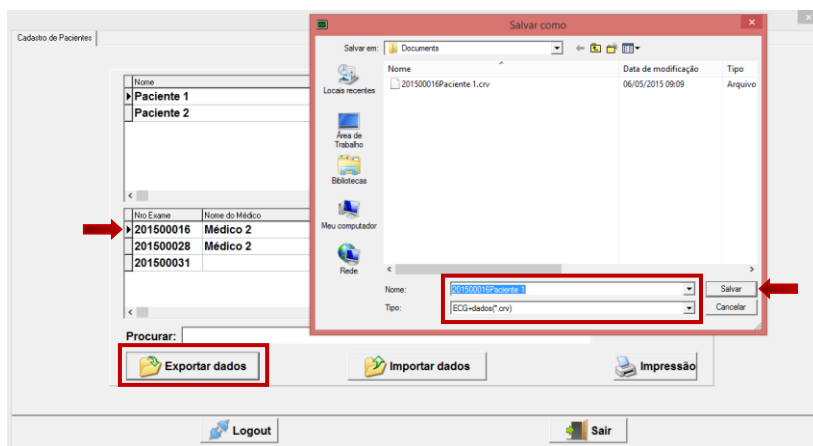 Cadastro de Pacientes
Nome
Paciente 1
Paciente 2
Nro Exame Nome do Médico
201500016 Médico 2
201500028 Médico 2
201500031
Procurar:
Exportar dados
Importar dados
Impressão
Logout
Sair
Salvar como
Salvar em: Documents
Locais recentes
Área de
Trabalho
Bibliotecas
Meu computador
Rede
Nome Data de modificação Tipo
201500016Paciente 1.crv 06/05/2015 09:09 Arquivo
Nome: 201500016Paciente 1 Salvar
Tipo: ECG+dados(*.crv) Cancelar